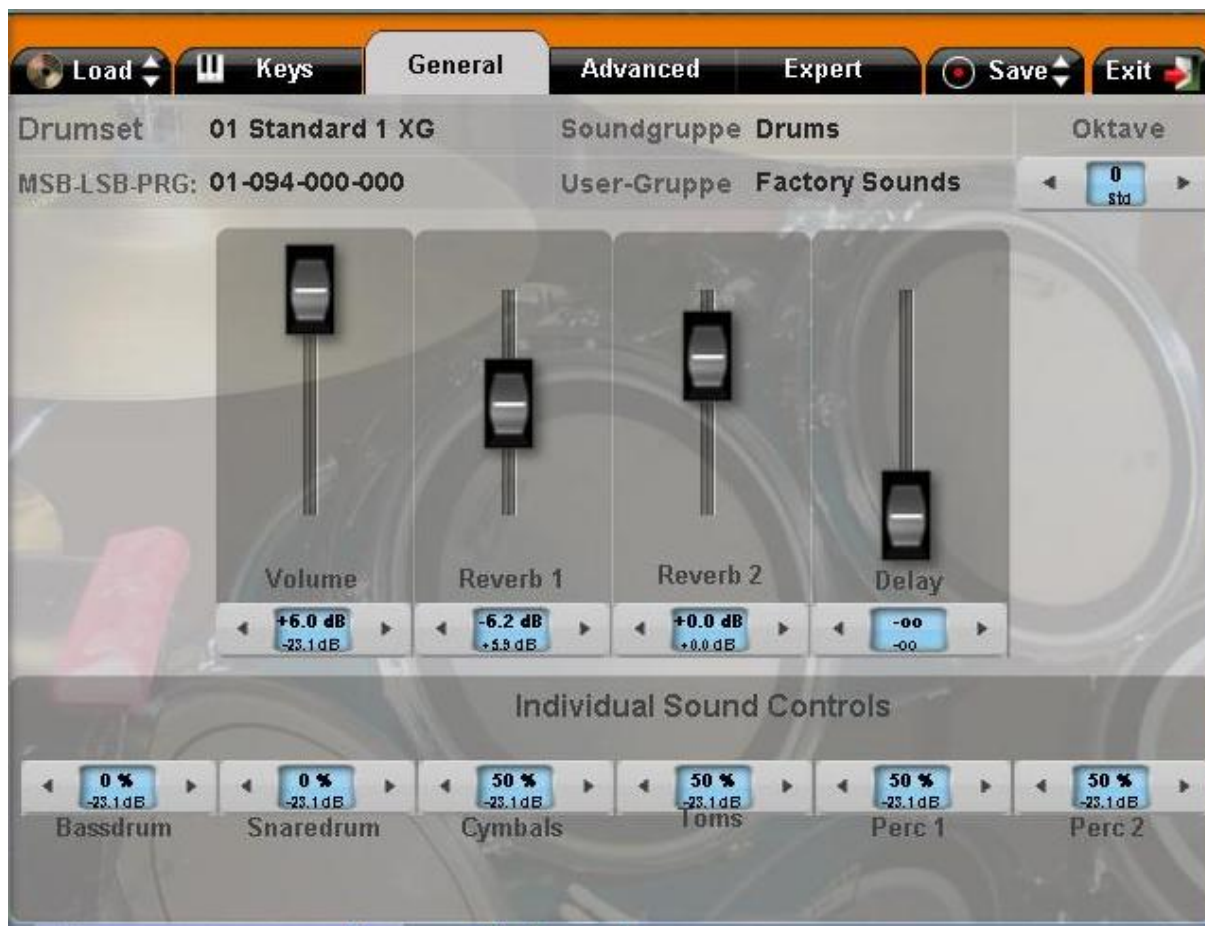 Load Keys General Advanced Expert Save Exit
Drumset 01 Standard 1 XG Soundgruppe Drums Oktave
MSB-LSB-PRG: 01-094-000-000 User-Gruppe Factory Sounds 0
std
Volume Reverb 1 Reverb 2 Delay
+6.0 dB -6.2 dB +0.0 dB -oo
-23.1 dB +5.9 dB +0.0 dB -oo
Individual Sound Controls
0 % 0 % 50 % 50 % 50 % 50 %
-23.1 dB -23.1 dB -23.1 dB -23.1 dB -23.1 dB -23.1 dB
Bassdrum Snaredrum Cymbals Toms Perc 1 Perc 2